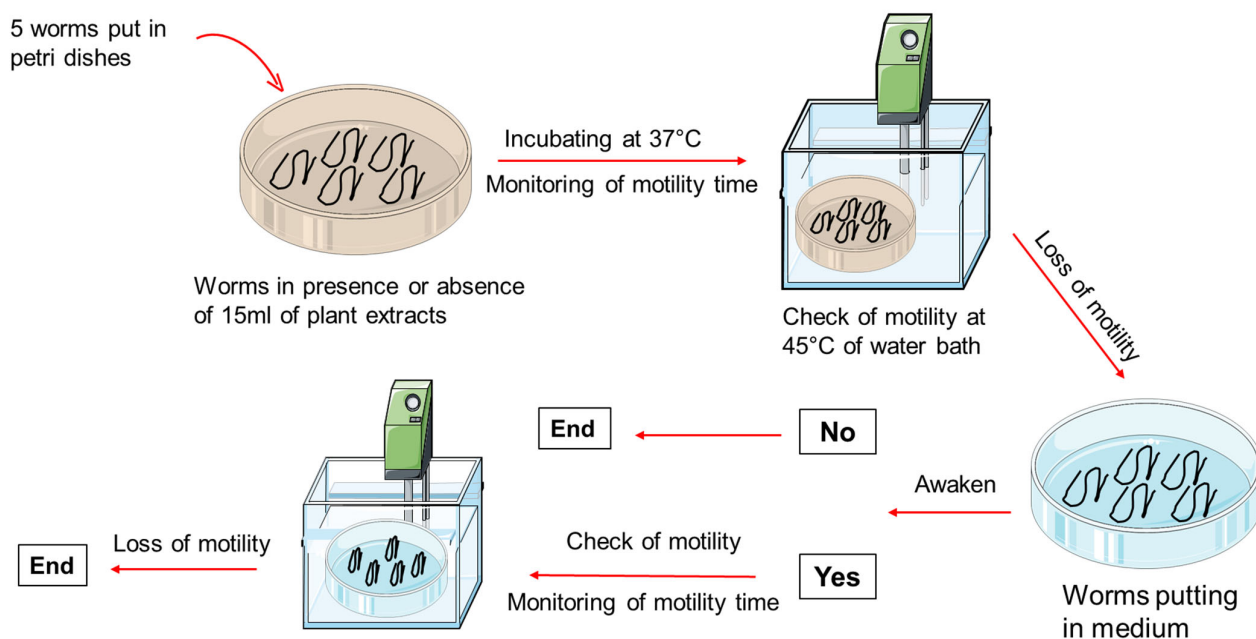 5 worms put in
petri dishes
Incubating at 37°C
Monitoring of motility time
Worms in presence or absence
of 15ml of plant extracts
Check of motility at
45°C of water bath
Loss of motility
Worms putting
in medium
Awaken
No
End
Yes
Check of motility
Monitoring of motility time
Loss of motility
End